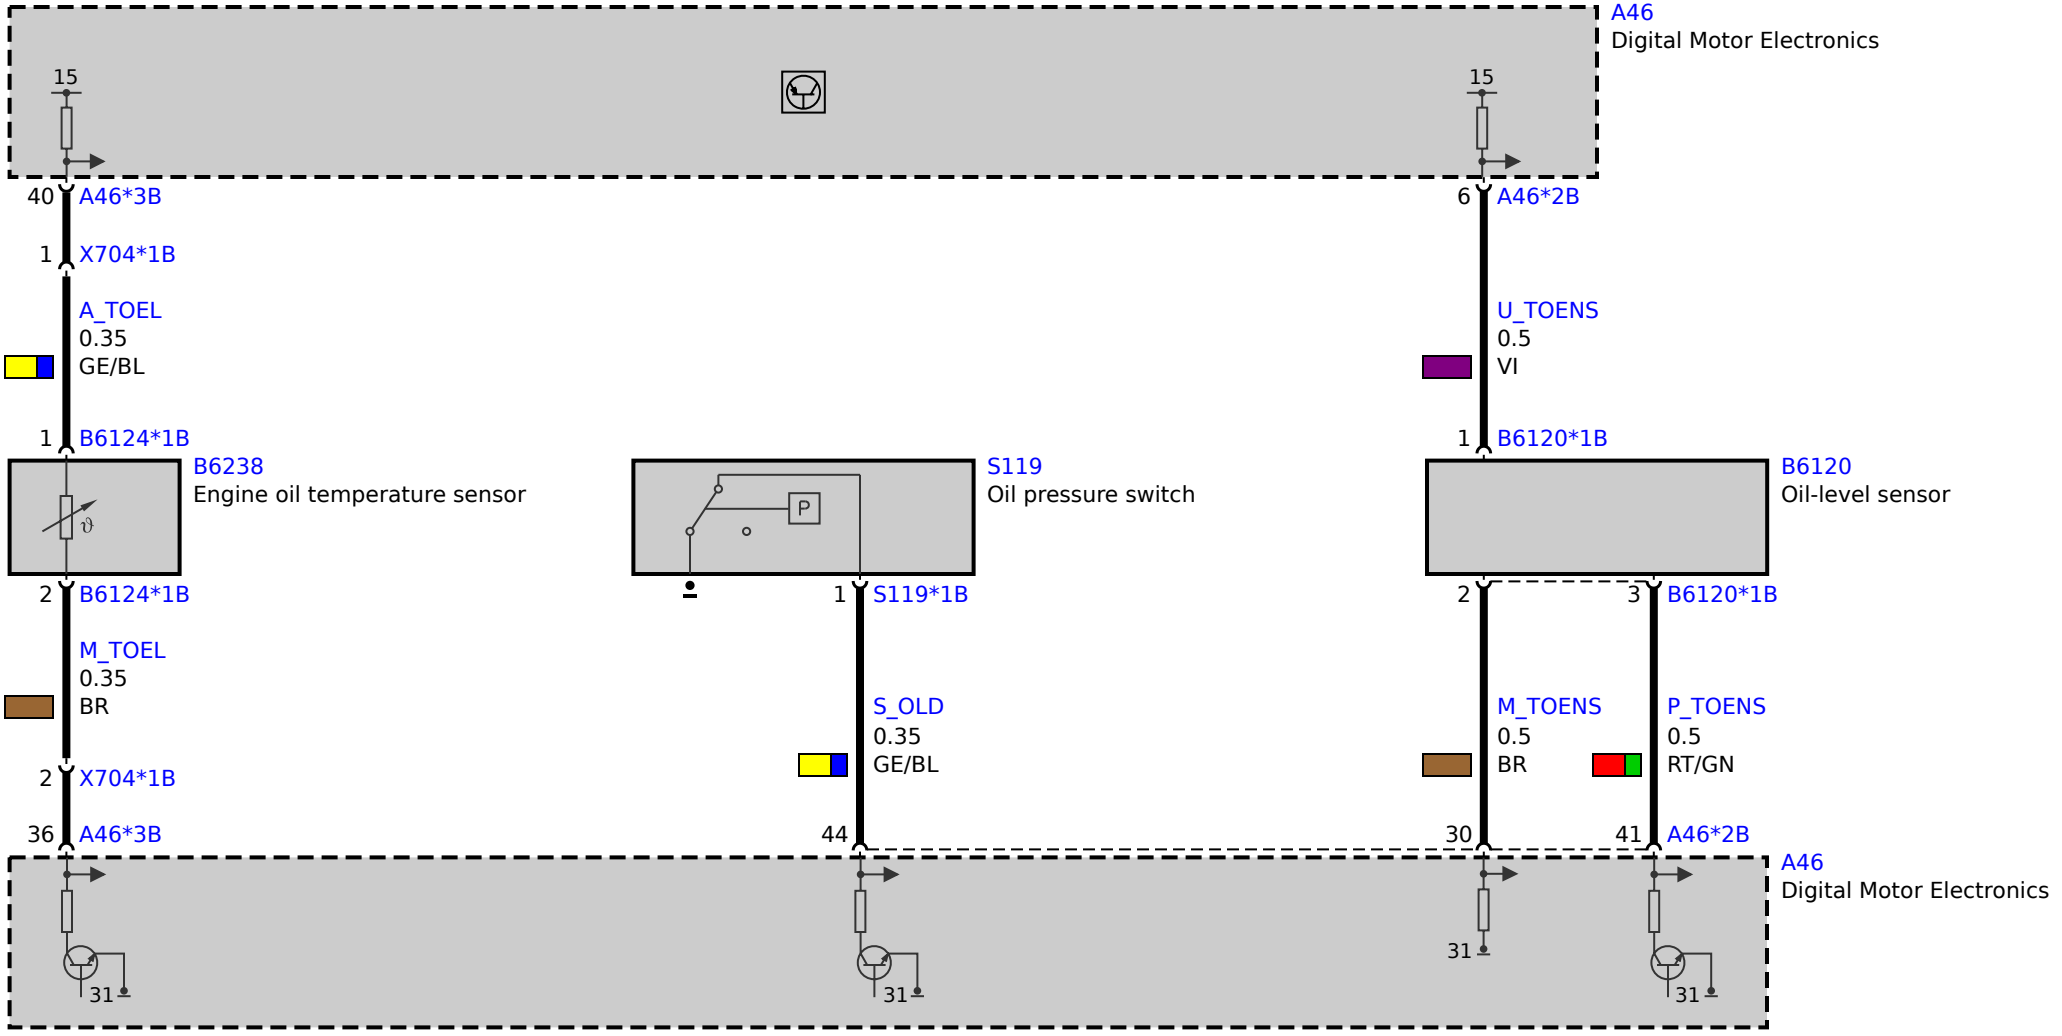 A46
Digital Motor Electronics
15
15
40 A46*3B
6 A46*2B
1 X704*1B
A_TOEL
0.35
GE/BL
U_TOENS
0.5
VI
1 B6124*1B
1 B6120*1B
B6238
Engine oil temperature sensor
ϑ
S119
Oil pressure switch
P
B6120
Oil-level sensor
2 B6124*1B
1 S119*1B
2
3 B6120*1B
M_TOEL
0.35
BR
S_OLD
0.35
GE/BL
M_TOENS
0.5
BR
P_TOENS
0.5
RT/GN
2 X704*1B
36 A46*3B
44
30
41 A46*2B
A46
Digital Motor Electronics
31
31
31
31